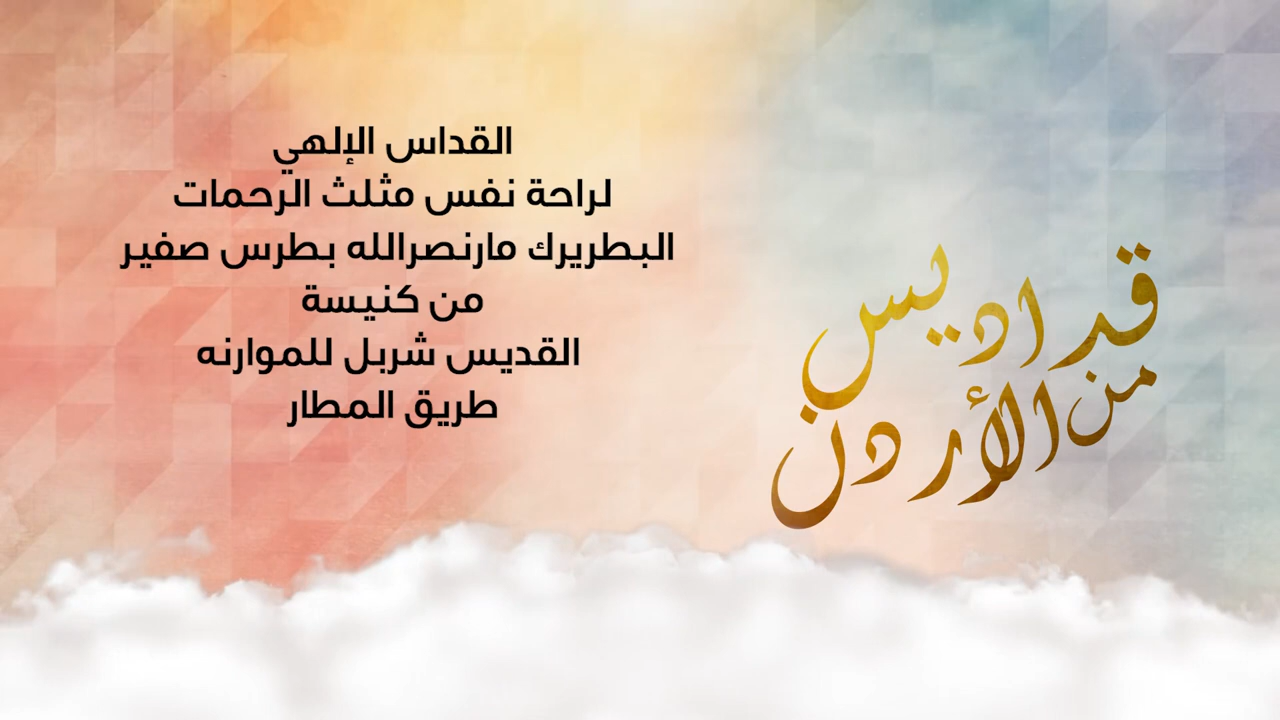 القداس الإلهي
لراحة نفس مثلث الرحمات
البطريرك مارنصرالله بطرس صفير
من كنيسة
القديس شربل للموارنه
طريق المطار
قداديس
من الأردن